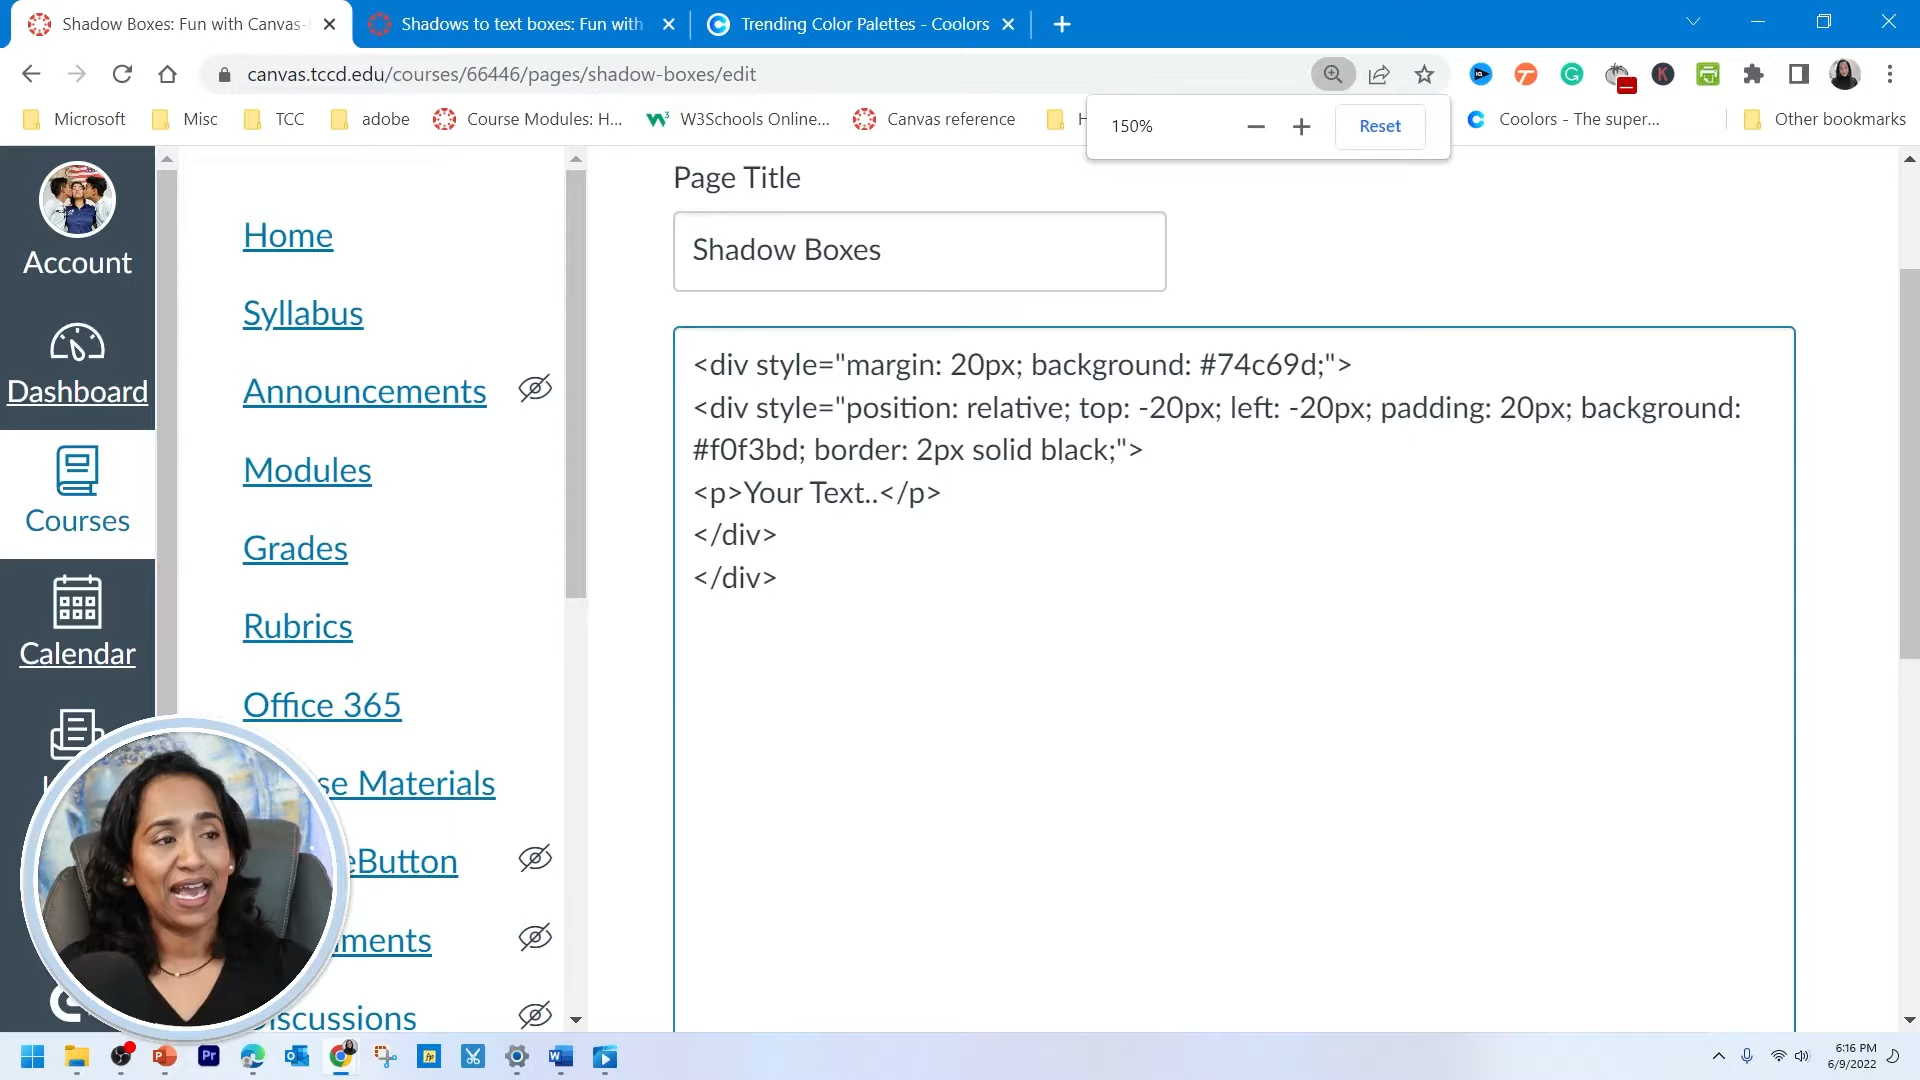 Shadow Boxes: Fun with Canvas-
Shadows to text boxes: Fun with
Trending Color Palettes - Coolors
canvas.tccd.edu/courses/66446/pages/shadow-boxes/edit
Microsoft
Misc
TCC
adobe
Course Modules: H...
W3Schools Online...
Canvas reference
Coolors - The super...
Other bookmarks
150%
Reset
Account
Dashboard
Courses
Calendar
Home
Syllabus
Announcements
Modules
Grades
Rubrics
Office 365
se Materials
eButton
nments
iscussions
Page Title
Shadow Boxes
<div style="margin: 20px; background: #74c69d;">
<div style="position: relative; top: -20px; left: -20px; padding: 20px; background:
#f0f3bd; border: 2px solid black;">
<p>Your Text..</p>
</div>
</div>
6:16 PM
6/9/2022